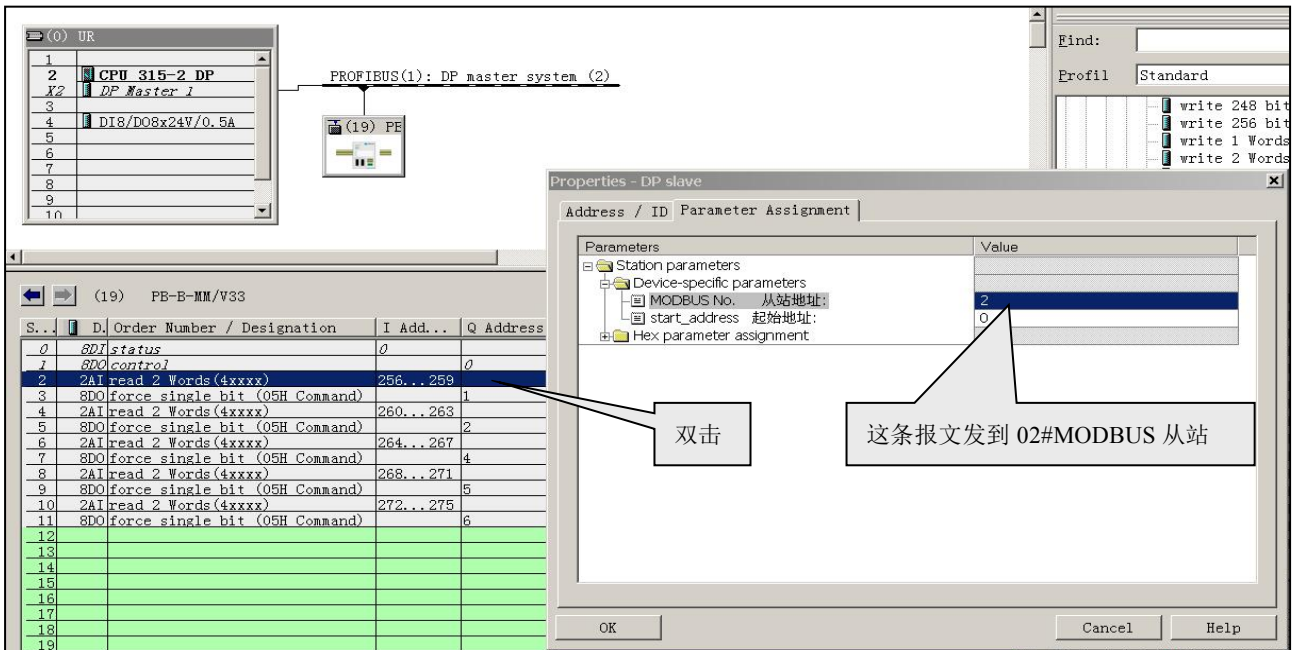 (0) UR
1
2 CPU 315-2 DP
X2 DP Master 1
3
4 DI8/DO8x24V/0.5A
5
6
7
8
9
10
PROFIBUS(1): DP master system (2)
(19) PB
Find:
Profil Standard
write 248 bit
write 256 bit
write 1 Words
write 2 Words
(19) PB-B-MM/V33
S... D. Order Number / Designation I Add... Q Address
0 8DI status 0
1 8DO control 0
2 2AI read 2 Words(4xxxx) 256...259
3 8DO force single bit (05H Command) 1
4 2AI read 2 Words(4xxxx) 260...263
5 8DO force single bit (05H Command) 2
6 2AI read 2 Words(4xxxx) 264...267
7 8DO force single bit (05H Command) 4
8 2AI read 2 Words(4xxxx) 268...271
9 8DO force single bit (05H Command) 5
10 2AI read 2 Words(4xxxx) 272...275
11 8DO force single bit (05H Command) 6
12
13
14
15
16
17
18
19
Properties - DP slave
Address / ID Parameter Assignment
Parameters Value
Station parameters
Device-specific parameters
MODBUS No. 从站地址: 2
start_address 起始地址: 0
Hex parameter assignment
双击
这条报文发到 02#MODBUS 从站
OK Cancel Help